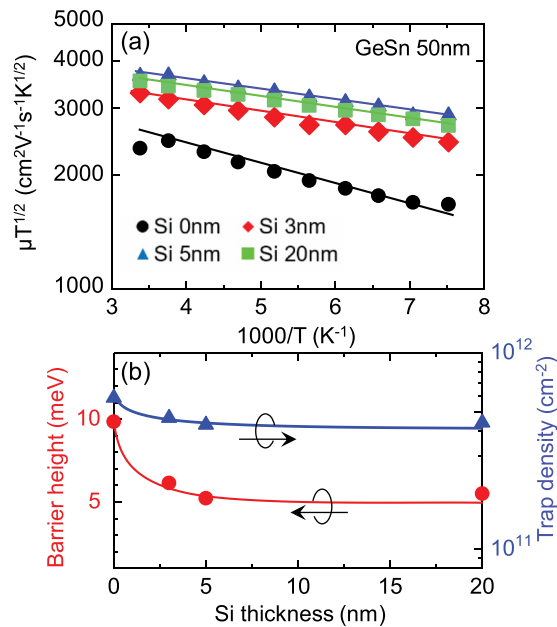 5000
(a)
GeSn 50nm
3000
2000
1000
μT1/2 (cm2V-1s-1K1/2)
Si 0nm
Si 3nm
Si 5nm
Si 20nm
3 4 5 6 7 8
1000/T (K-1)
(b)
10
5
Barrier height (meV)
1012
1011
Trap density (cm-2)
0 5 10 15 20
Si thickness (nm)